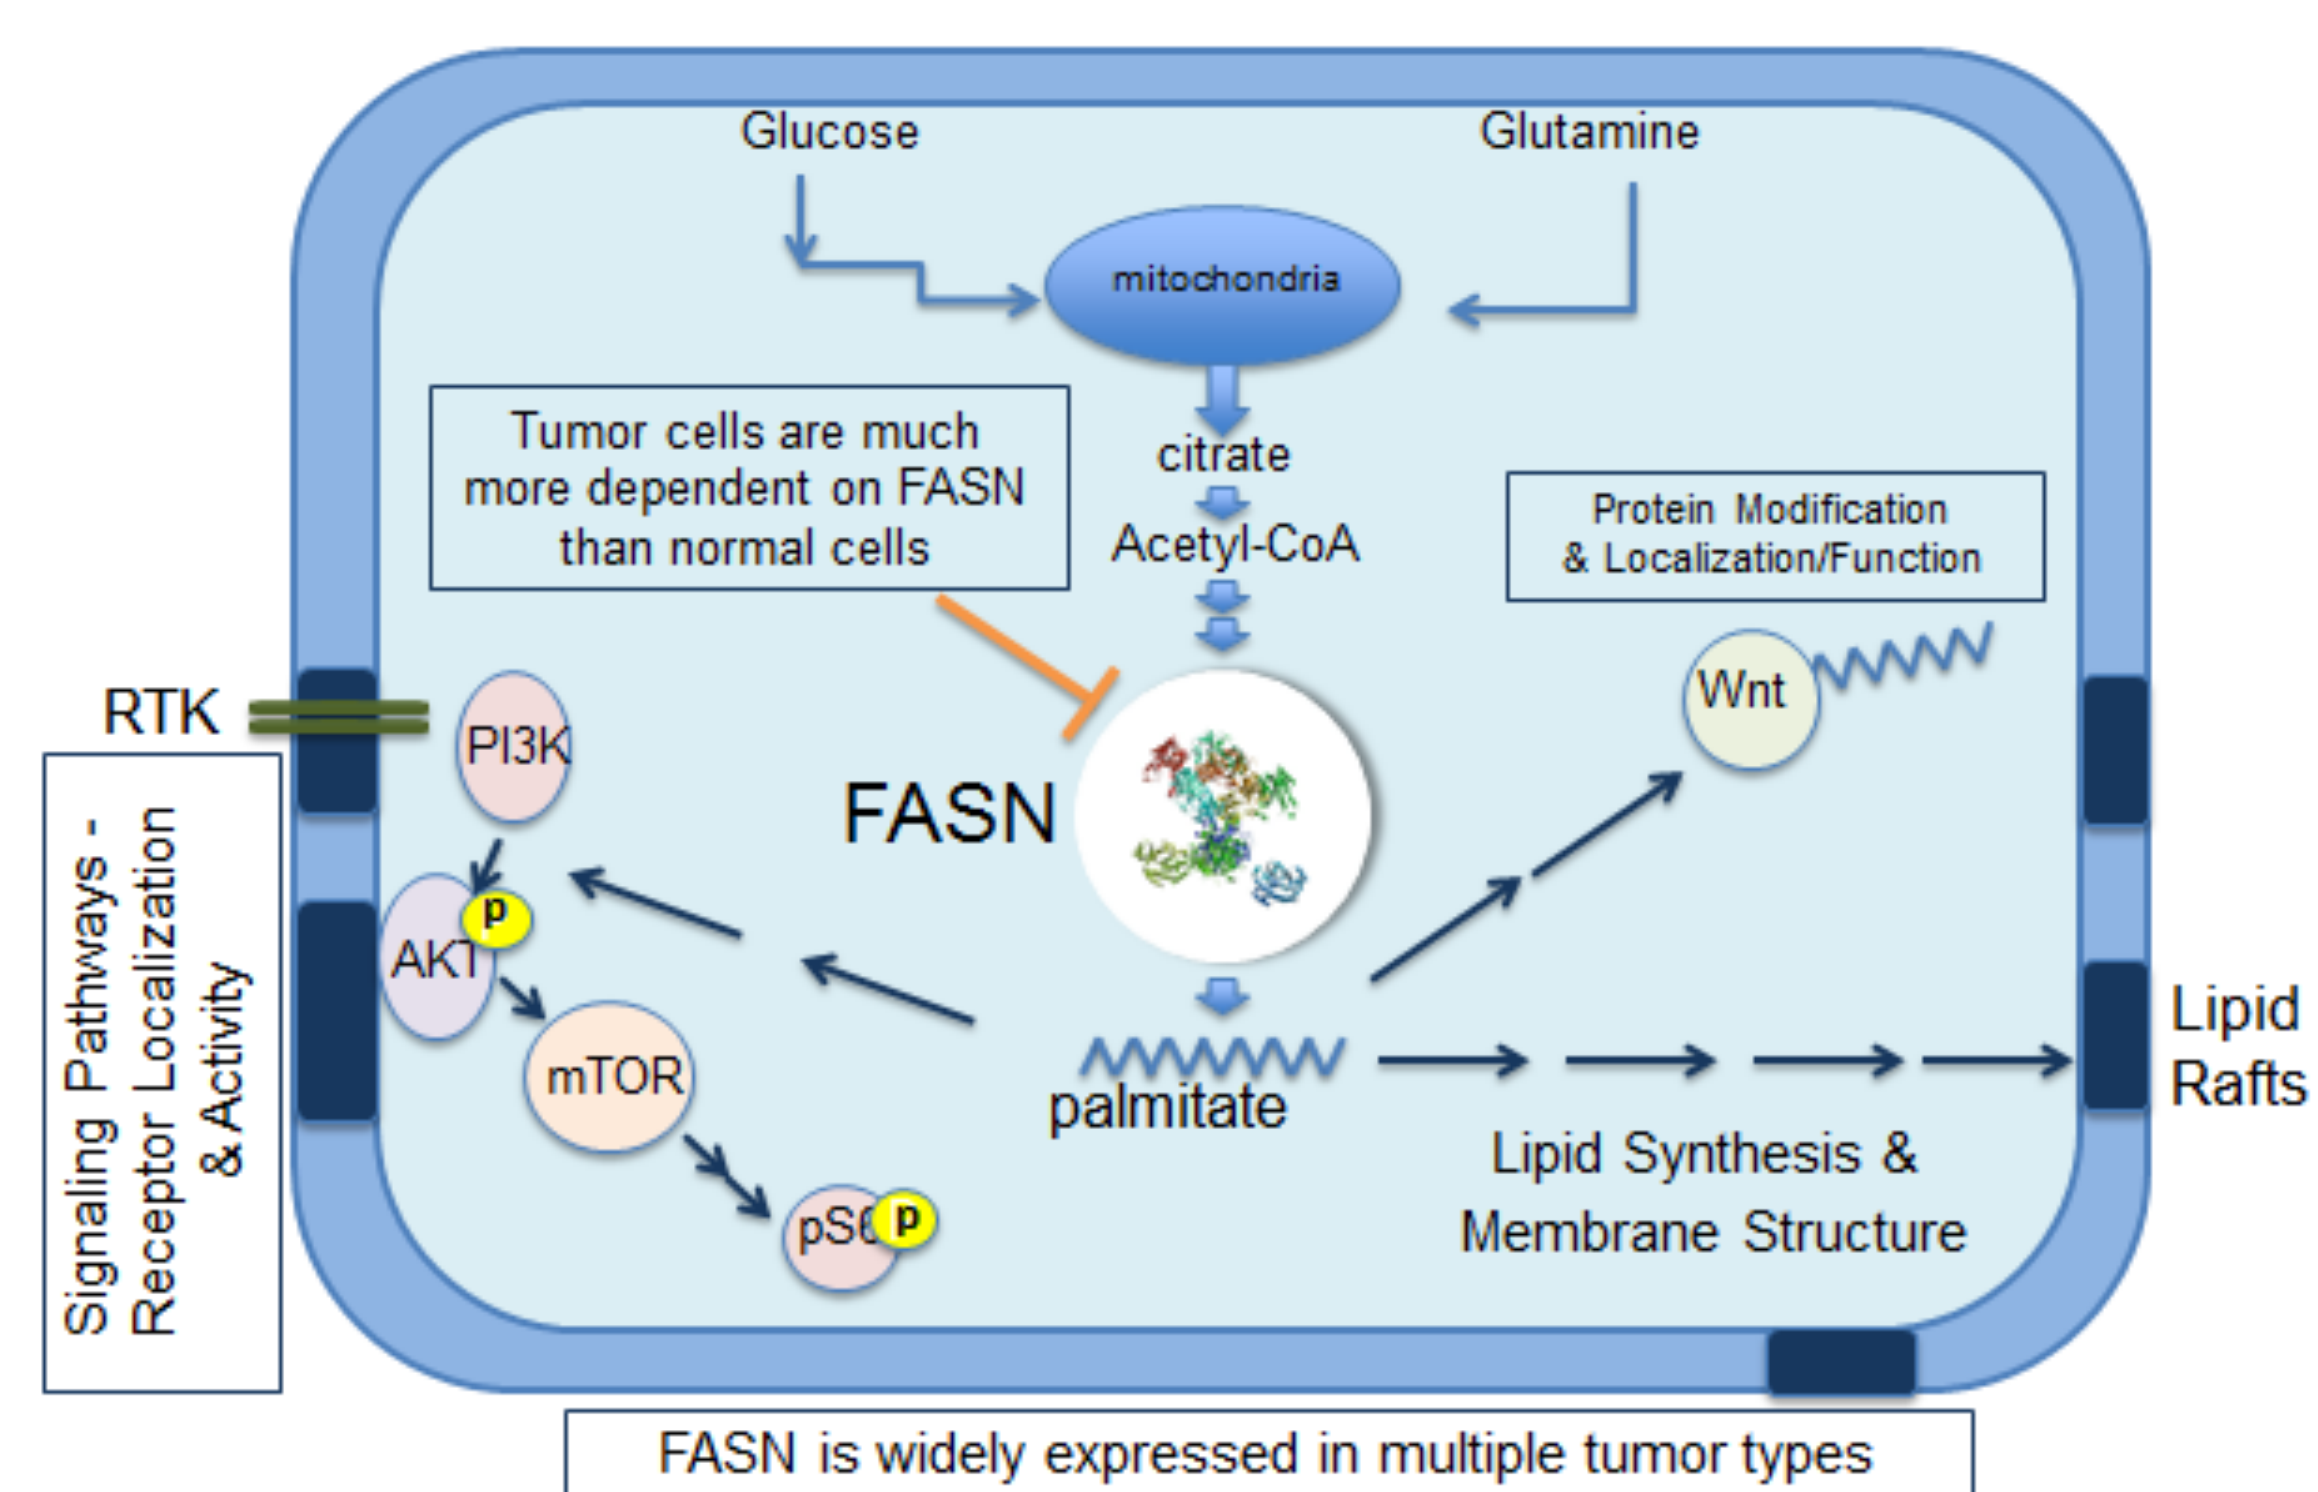 Glucose
Glutamine
mitochondria
Tumor cells are much
more dependent on FASN
than normal cells
citrate
Acetyl-CoA
Protein Modification
& Localization/Function
RTK
PI3K
Wnt
FASN
AKT
p
mTOR
palmitate
pS6
p
Lipid
Rafts
Lipid Synthesis &
Membrane Structure
Signaling Pathways -
Receptor Localization
& Activity
FASN is widely expressed in multiple tumor types